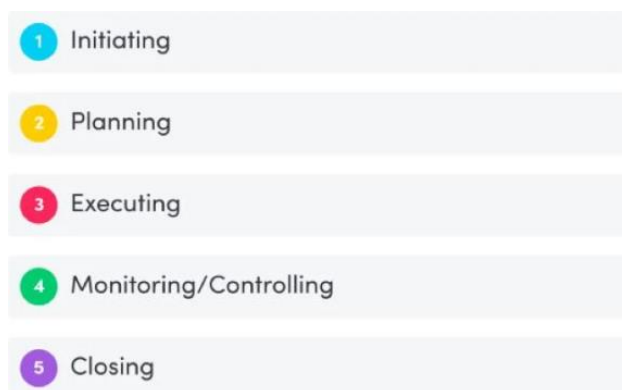 1 Initiating
2 Planning
3 Executing
4 Monitoring/Controlling
5 Closing